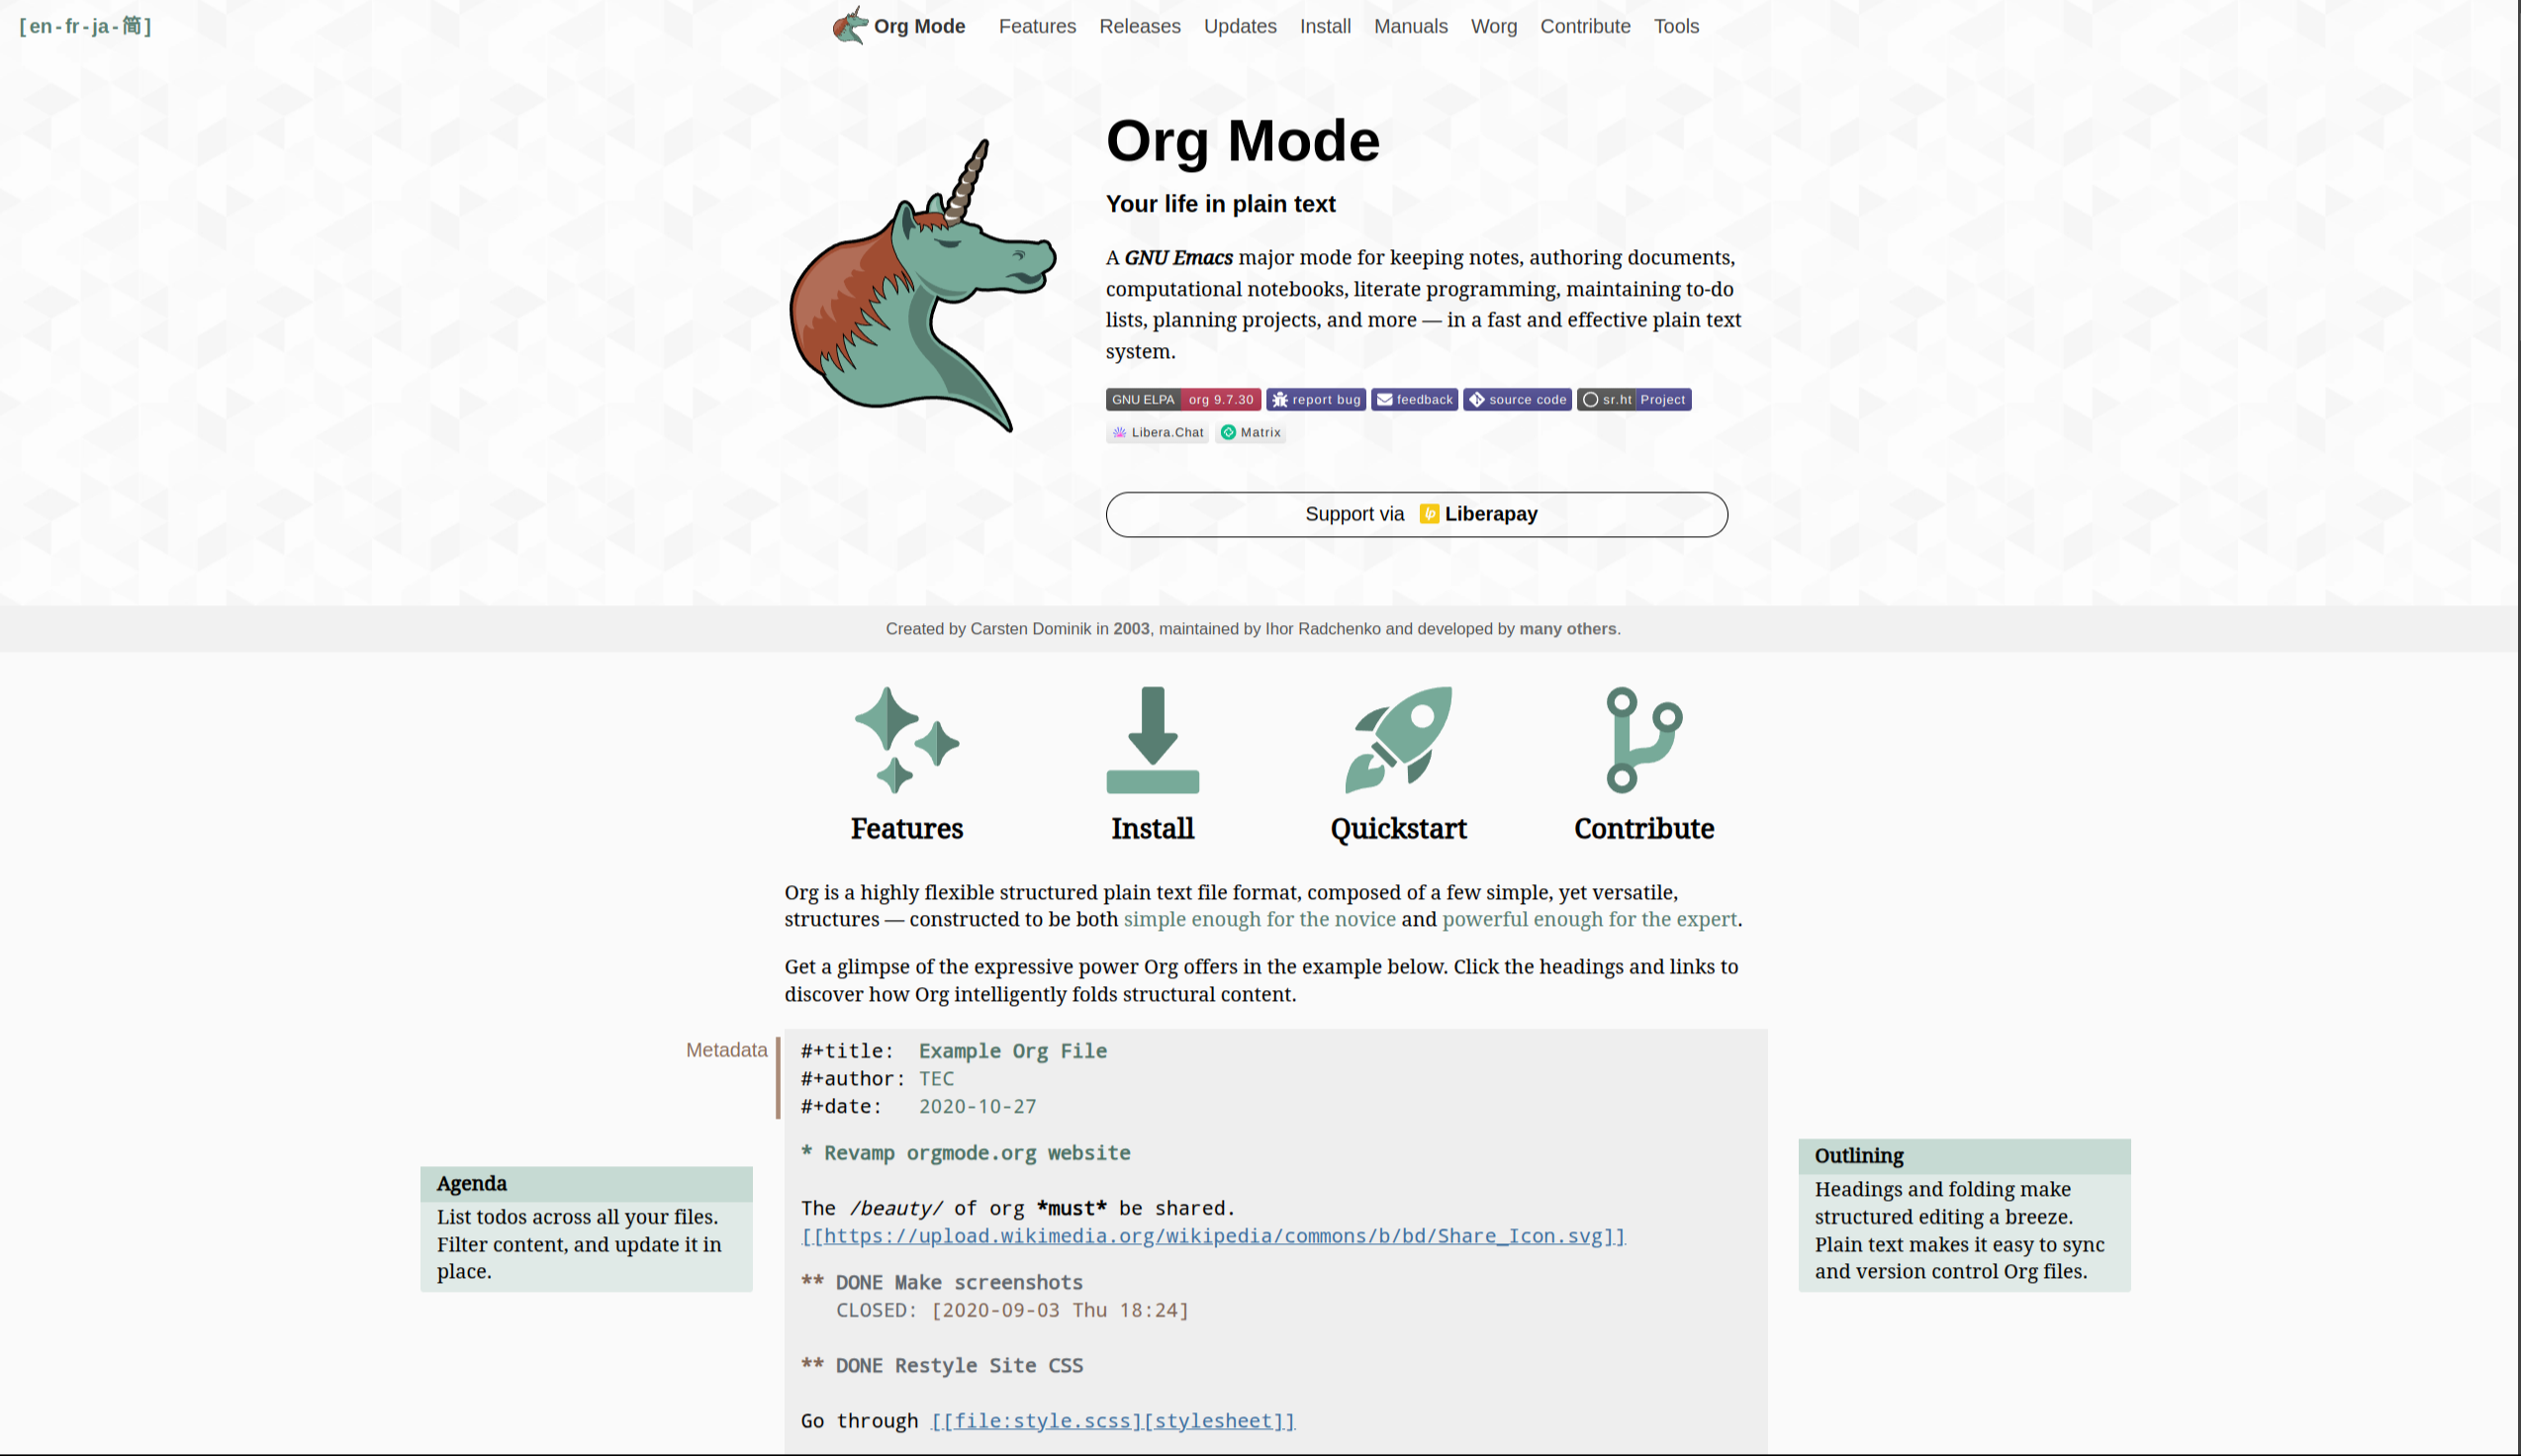 [ en - fr - ja - 简 ]
Org Mode Features Releases Updates Install Manuals Worg Contribute Tools
Org Mode
Your life in plain text
A GNU Emacs major mode for keeping notes, authoring documents,
computational notebooks, literate programming, maintaining to-do
lists, planning projects, and more — in a fast and effective plain text
system.
GNU ELPA org 9.7.30 report bug feedback source code sr.ht Project
Libera.Chat Matrix
Support via lp Liberapay
Created by Carsten Dominik in 2003, maintained by Ihor Radchenko and developed by many others.
Features Install Quickstart Contribute
Org is a highly flexible structured plain text file format, composed of a few simple, yet versatile,
structures — constructed to be both simple enough for the novice and powerful enough for the expert.
Get a glimpse of the expressive power Org offers in the example below. Click the headings and links to
discover how Org intelligently folds structural content.
Metadata
#+title: Example Org File
#+author: TEC
#+date: 2020-10-27
* Revamp orgmode.org website
The /beauty/ of org *must* be shared.
[[https://upload.wikimedia.org/wikipedia/commons/b/bd/Share_Icon.svg]]
** DONE Make screenshots
CLOSED: [2020-09-03 Thu 18:24]
** DONE Restyle Site CSS
Go through [[file:style.scss][stylesheet]]
Agenda
List todos across all your files.
Filter content, and update it in
place.
Outlining
Headings and folding make
structured editing a breeze.
Plain text makes it easy to sync
and version control Org files.